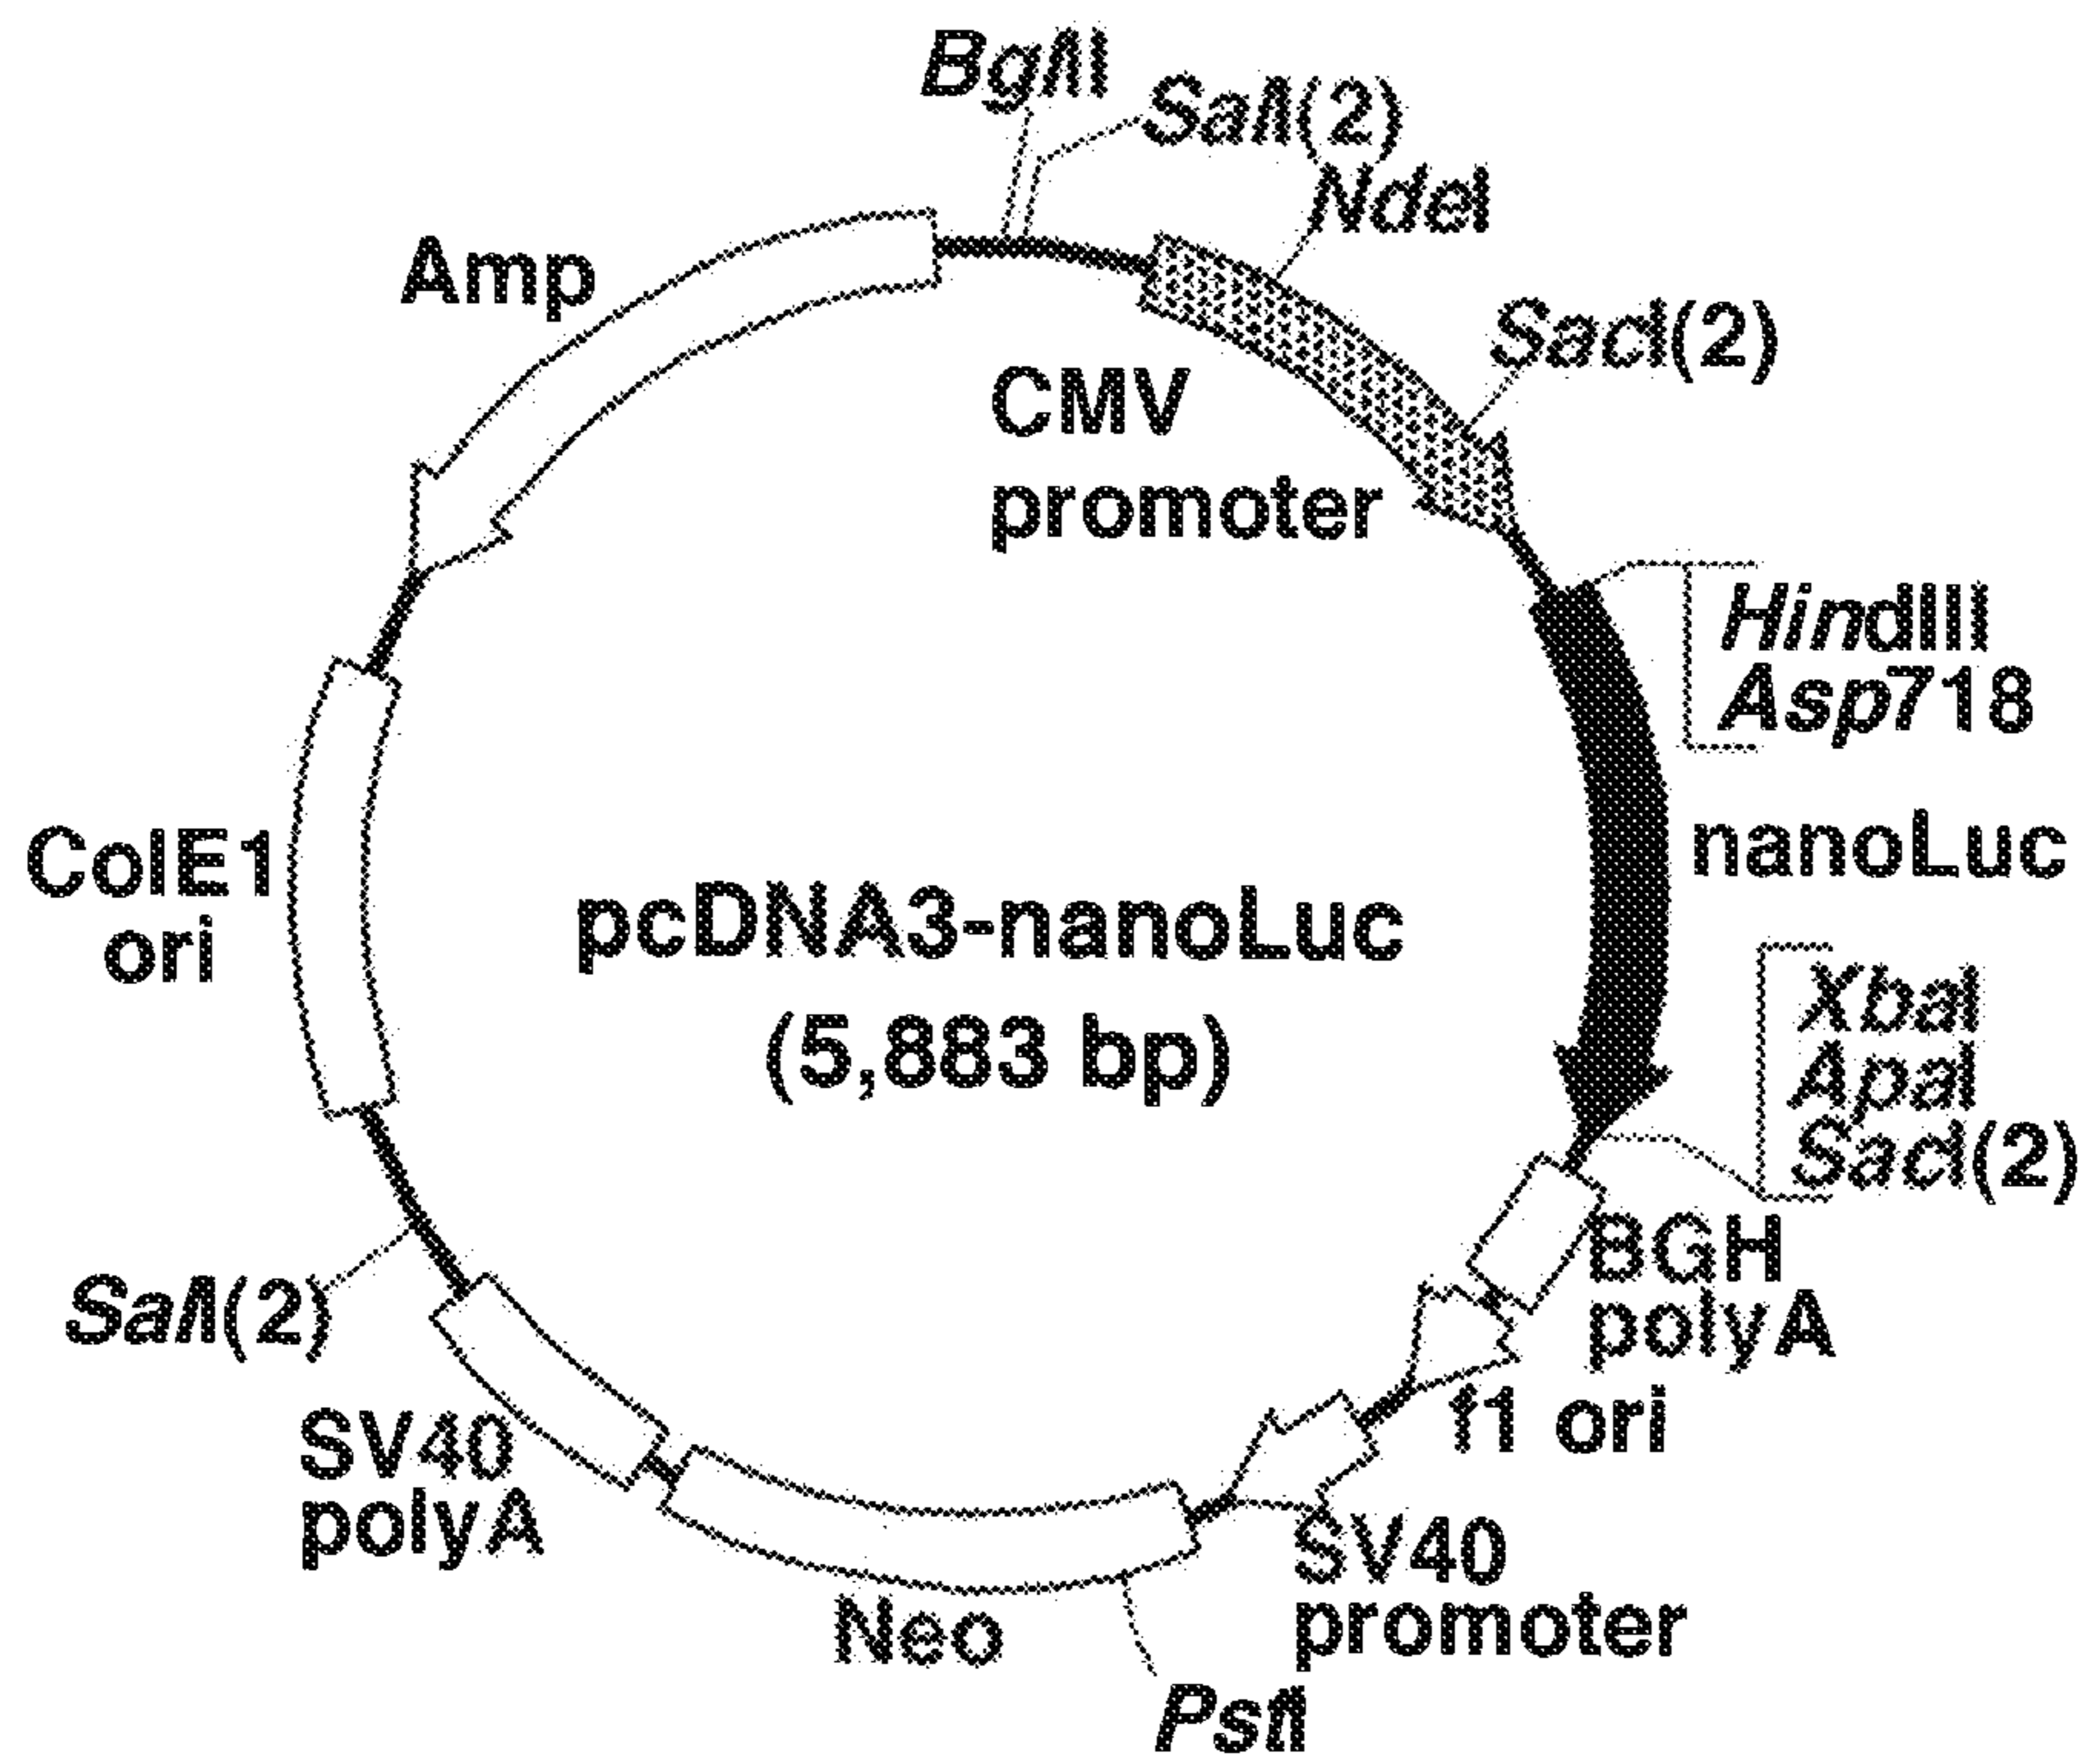 BglII
SalI(2)
NdeI
Amp
SacI(2)
CMV
promoter
HindIII
Asp718
nanoLuc
ColE1
ori
pcDNA3-nanoLuc
(5,883 bp)
XbaI
ApaI
SacI(2)
BGH
polyA
SalI(2)
f1 ori
SV40
polyA
SV40
promoter
Neo
PstI